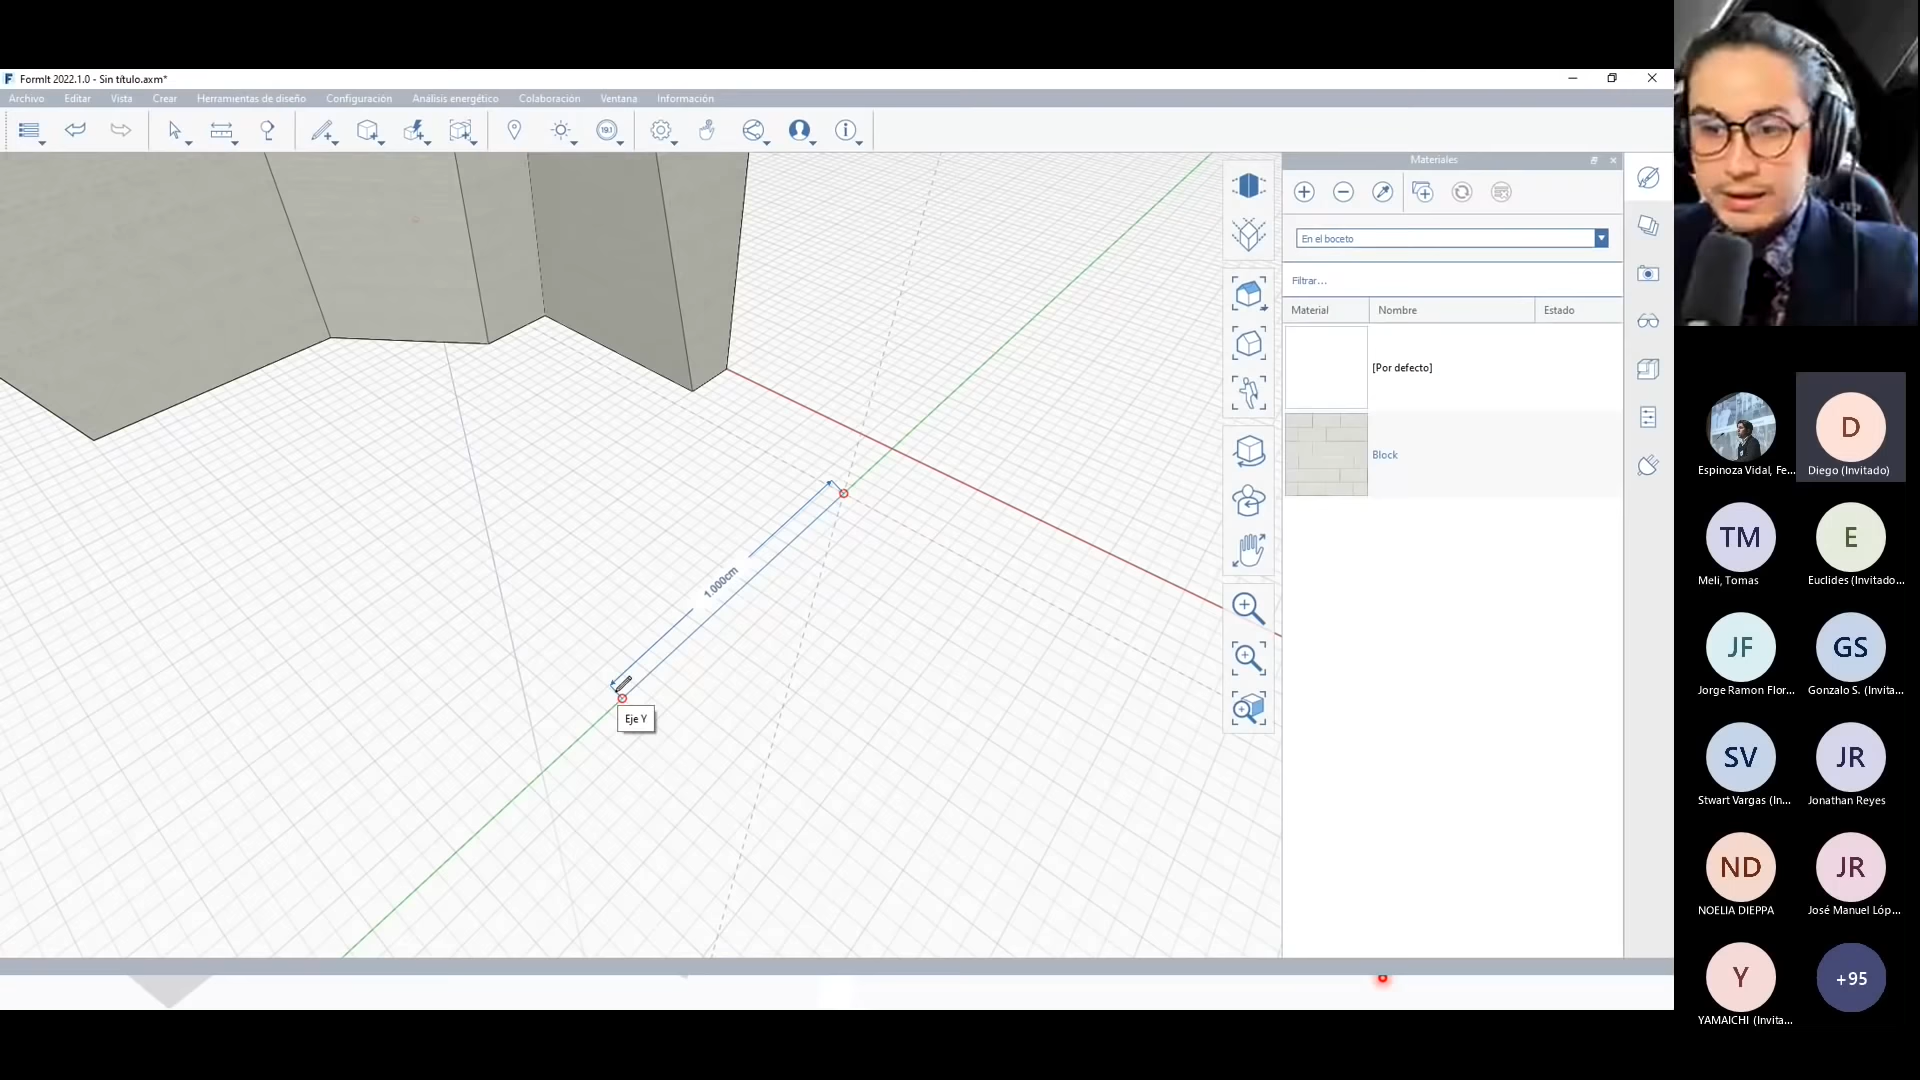 FormIt 2022.1.0 - Sin título.axm*
Archivo Editar Vista Crear Herramientas de diseño Configuración Análisis energético Colaboración Ventana Información
19.1
Materiales
En el boceto
Filtrar...
Material Nombre Estado
[Por defecto]
Block
1.000cm
Eje Y
D
Espinoza Vidal, Fe...
Diego (Invitado)
TM
E
Meli, Tomas
Euclides (Invitado...
JF
GS
Jorge Ramon Flor...
Gonzalo S. (Invita...
SV
JR
Stwart Vargas (In...
Jonathan Reyes
ND
JR
NOELIA DIEPPA
José Manuel Lóp...
Y
+95
YAMAICHI (Invita...